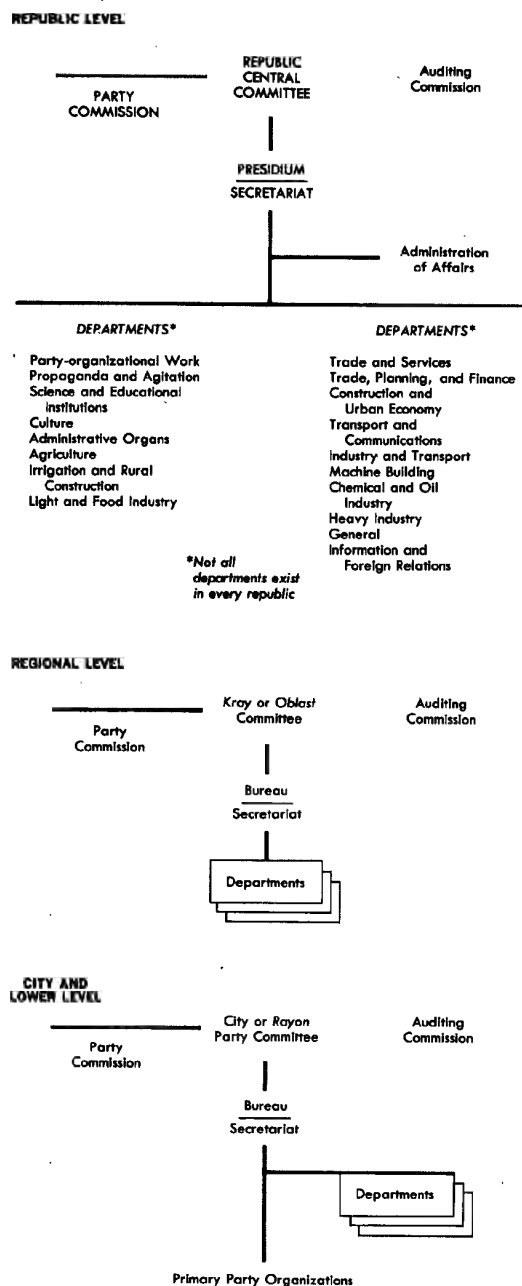 REPUBLIC LEVEL
PARTY
COMMISSION
REPUBLIC
CENTRAL
COMMITTEE
Auditing
Commission
PRESIDIUM
SECRETARIAT
Administration
of Affairs
DEPARTMENTS*
Party-organizational Work
Propaganda and Agitation
Science and Educational
Institutions
Culture
Administrative Organs
Agriculture
Irrigation and Rural
Construction
Light and Food Industry
DEPARTMENTS*
Trade and Services
Trade, Planning, and Finance
Construction and
Urban Economy
Transport and
Communications
Industry and Transport
Machine Building
Chemical and Oil
Industry
Heavy Industry
General
Information and
Foreign Relations
*Not all
departments exist
in every republic
REGIONAL LEVEL
Party
Commission
Kray or Oblast
Committee
Auditing
Commission
Bureau
Secretariat
Departments
CITY AND
LOWER LEVEL
Party
Commission
City or Rayon
Party Committee
Auditing
Commission
Bureau
Secretariat
Departments
Primary Party Organizations